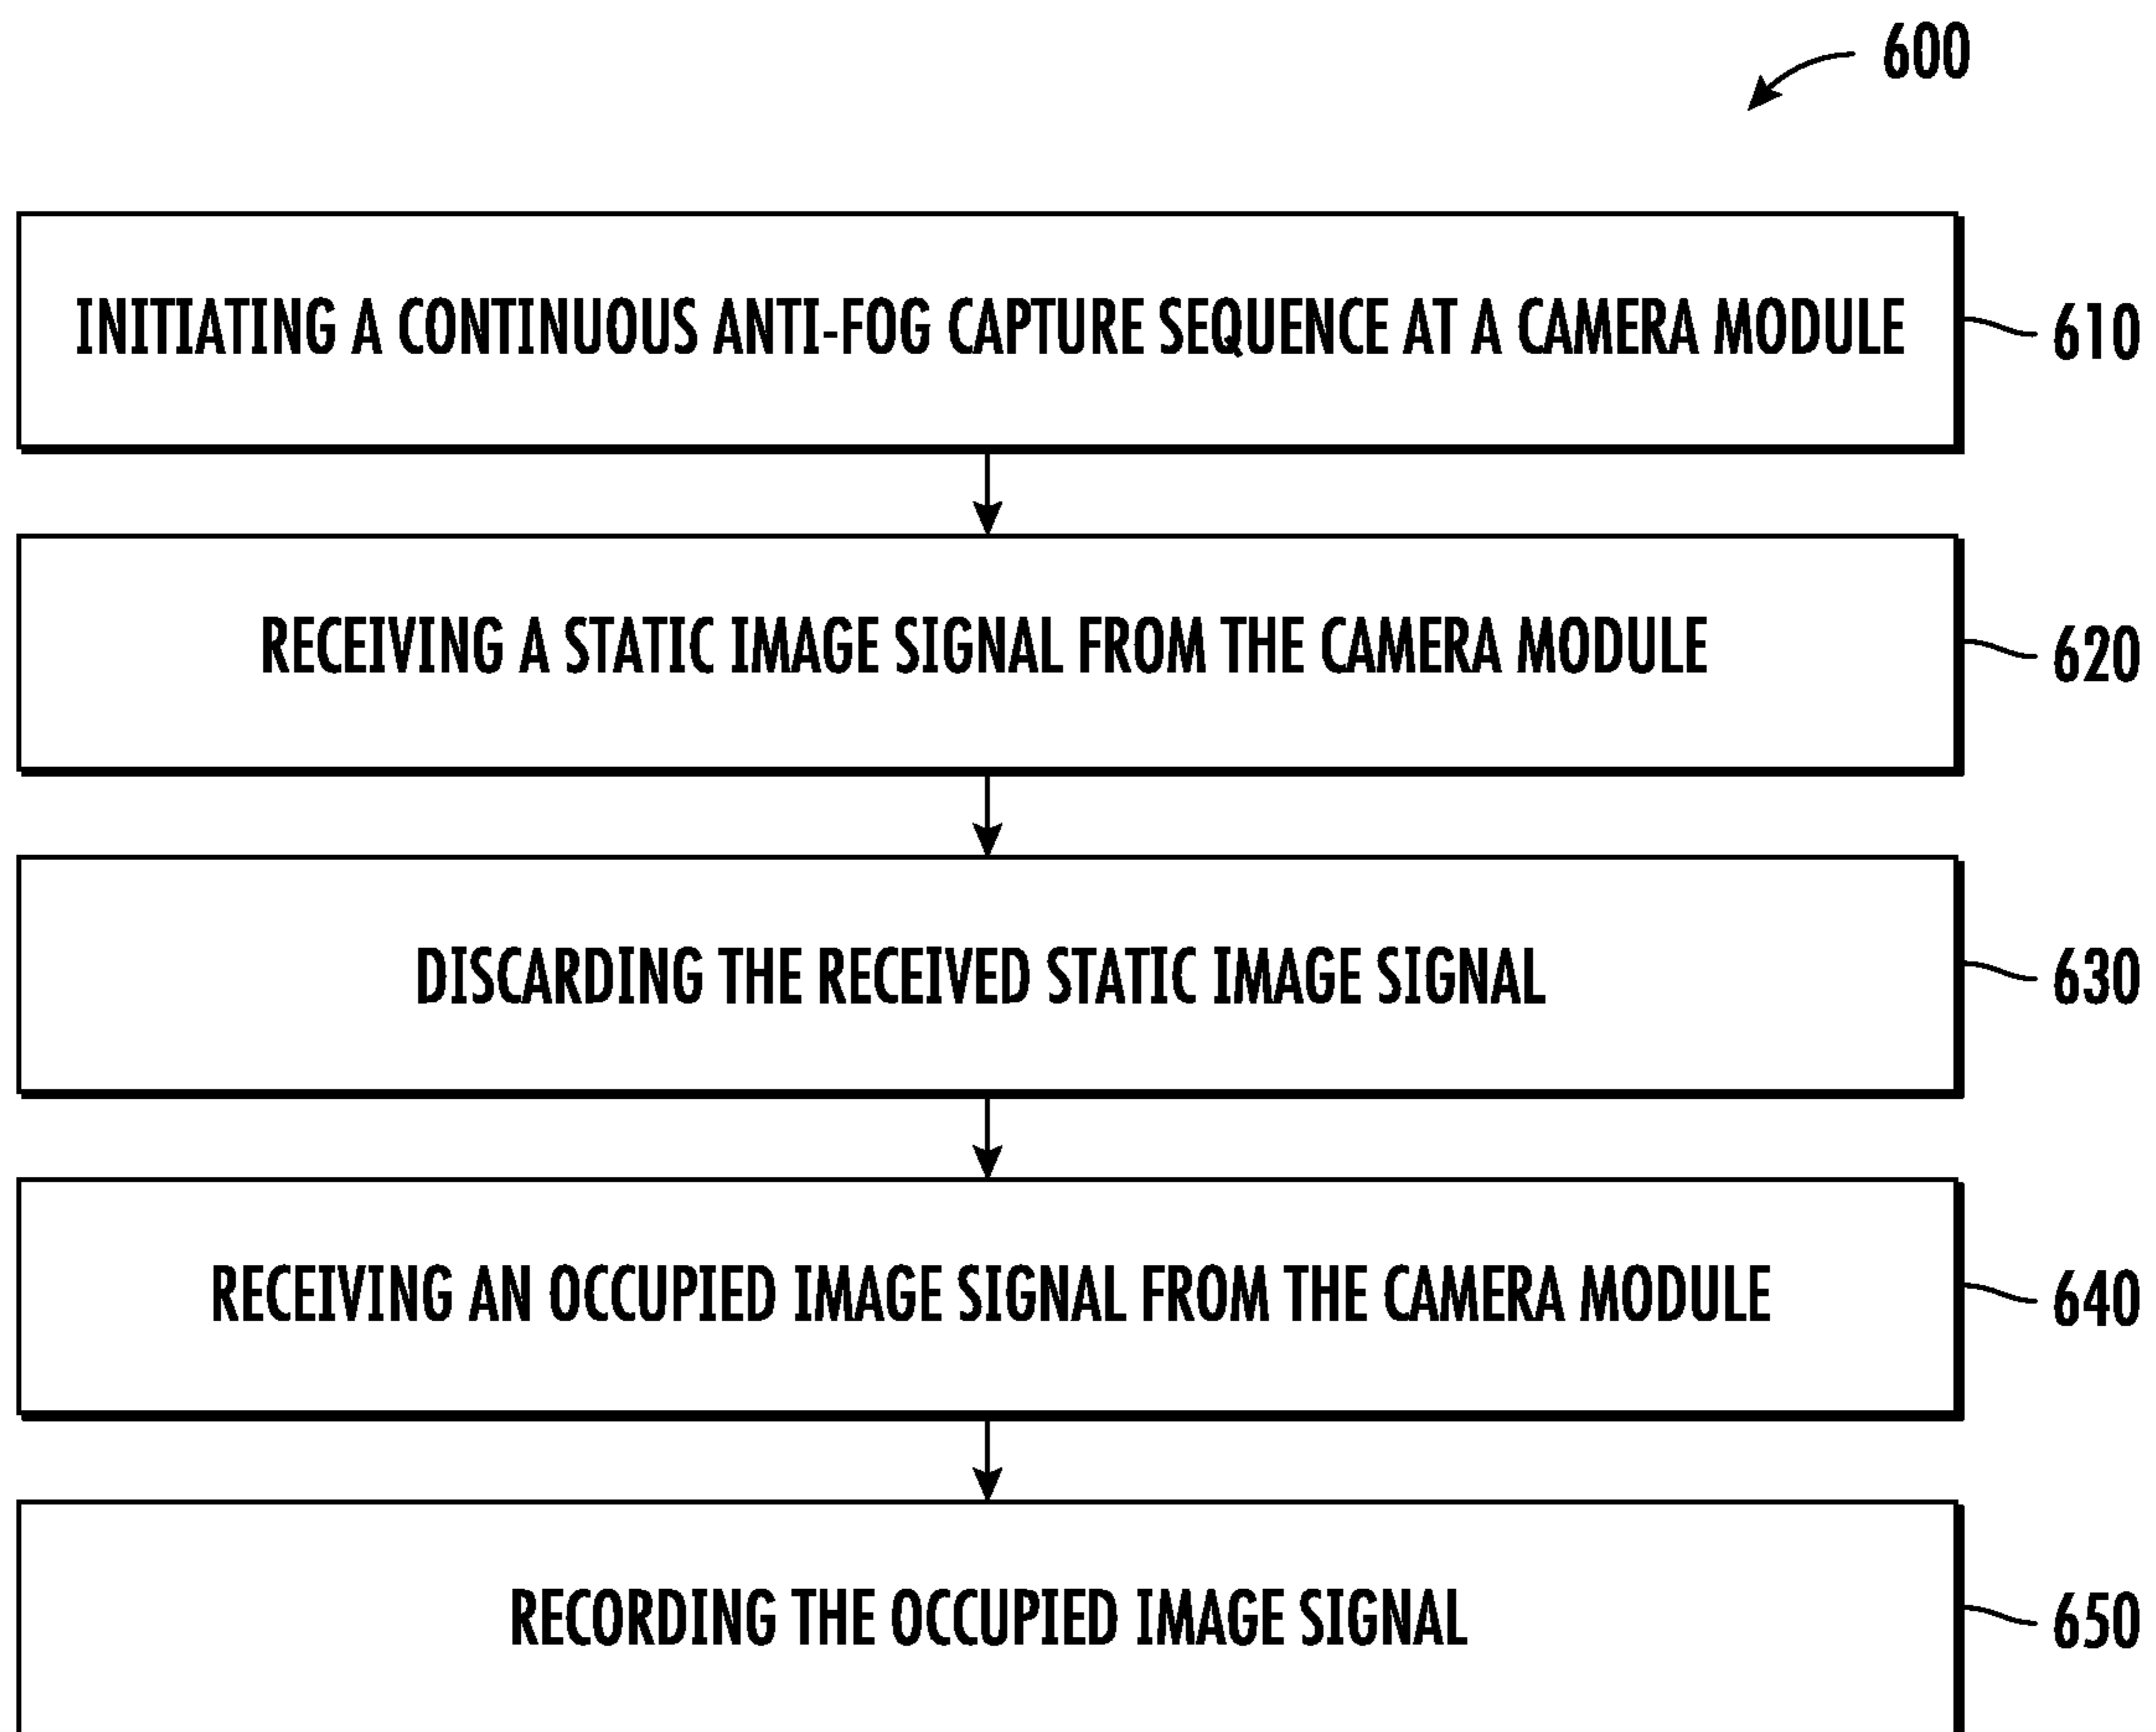 600
INITIATING A CONTINUOUS ANTI-FOG CAPTURE SEQUENCE AT A CAMERA MODULE
610
RECEIVING A STATIC IMAGE SIGNAL FROM THE CAMERA MODULE
620
DISCARDING THE RECEIVED STATIC IMAGE SIGNAL
630
RECEIVING AN OCCUPIED IMAGE SIGNAL FROM THE CAMERA MODULE
640
RECORDING THE OCCUPIED IMAGE SIGNAL
650